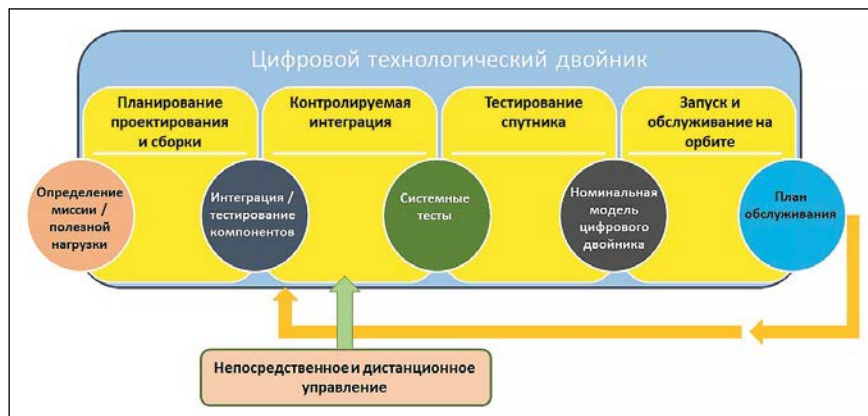 Цифровой технологический двойник
Планирование
проектирования
и сборки
Контролируемая
интеграция
Тестирование
спутника
Запуск и
обслуживание на
орбите
Определение
миссии /
полезной
нагрузки
Интеграция /
тестирование
компонентов
Системные
тесты
Номинальная
модель
цифрового
двойника
План
обслуживания
Непосредственное и дистанционное
управление